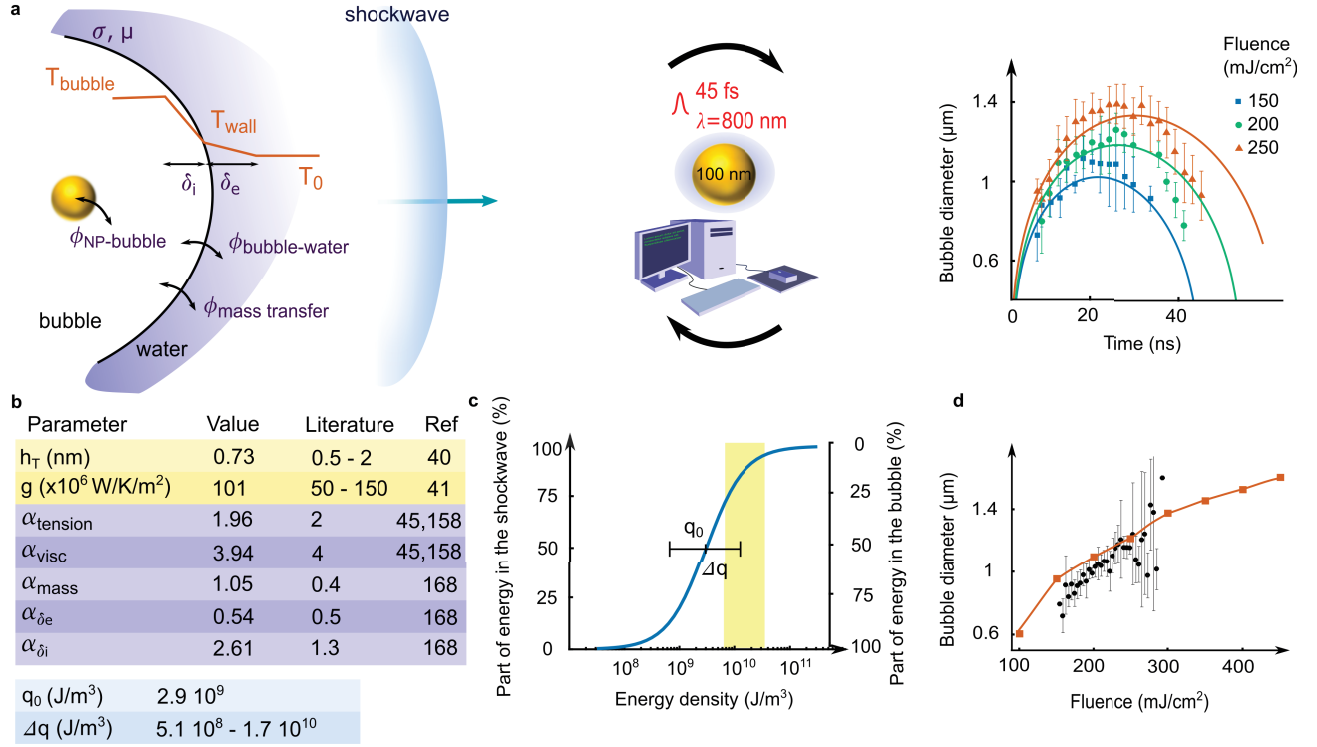 a
shockwave
σ, μ
T_bubble
T_wall
T_0
δ_i δ_e
ϕ_NP-bubble
ϕ_bubble-water
ϕ_mass transfer
bubble
water
45 fs
λ=800 nm
100 nm
Fluence
(mJ/cm²)
150
200
250
Bubble diameter (μm)
1.4
1
0.6
0 20 40
Time (ns)
b
Parameter Value Literature Ref
h_T (nm) 0.73 0.5 - 2 40
g (x10⁶ W/K/m²) 101 50 - 150 41
α_tension 1.96 2 45,158
α_visc 3.94 4 45,158
α_mass 1.05 0.4 168
α_δe 0.54 0.5 168
α_δi 2.61 1.3 168
q_0 (J/m³) 2.9 10⁹
Δq (J/m³) 5.1 10⁸ - 1.7 10¹⁰
c
Part of energy in the shockwave (%)
100
75
50
25
0
q_0
Δq
10⁸ 10⁹ 10¹⁰ 10¹¹
Energy density (J/m³)
0
25
50
75
100
Part of energy in the bubble (%)
d
Bubble diameter (μm)
1.4
1
0.6
100 200 300 400
Fluence (mJ/cm²)